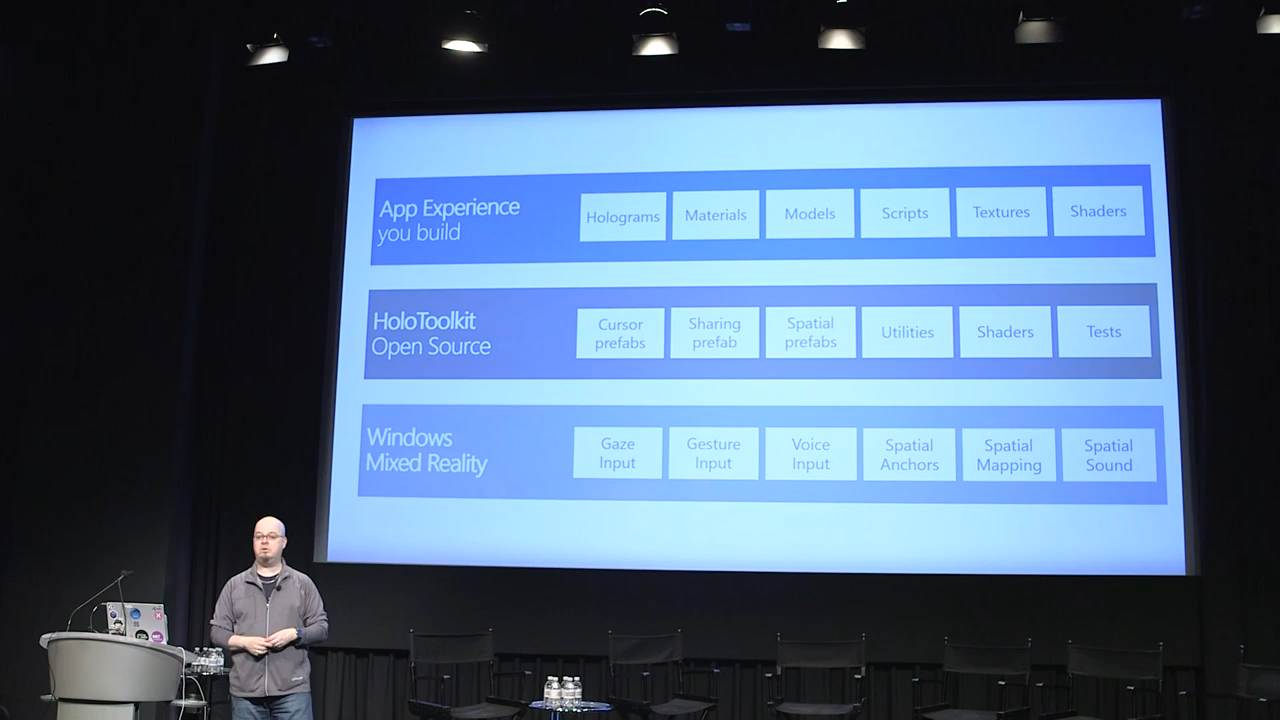 App Experience
you build
Holograms
Materials
Models
Scripts
Textures
Shaders
HoloToolkit
Open Source
Cursor
prefabs
Sharing
prefab
Spatial
prefabs
Utilities
Shaders
Tests
Windows
Mixed Reality
Gaze
Input
Gesture
Input
Voice
Input
Spatial
Anchors
Spatial
Mapping
Spatial
Sound